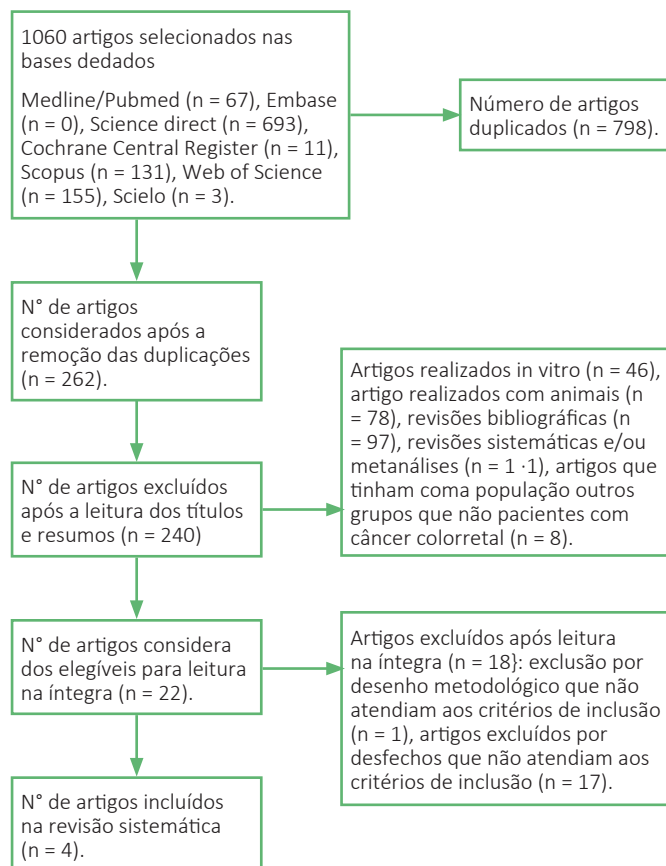 1060 artigos selecionados nas
bases dedados
Medline/Pubmed (n = 67), Embase
(n = 0), Science direct (n = 693),
Cochrane Central Register (n = 11),
Scopus (n = 131), Web of Science
(n = 155), Scielo (n = 3).
Número de artigos
duplicados (n = 798).
N° de artigos
considerados após a
remoção das duplicações
(n = 262).
Artigos realizados in vitro (n = 46),
artigo realizados com animais (n
= 78), revisões bibliográficas (n
= 97), revisões sistemáticas e/ou
metanálises (n = 1 ·1), artigos que
tinham coma população outros
grupos que não pacientes com
câncer colorretal (n = 8).
N° de artigos excluídos
após a leitura dos títulos
e resumos (n = 240)
N° de artigos considera
dos elegíveis para leitura
na íntegra (n = 22).
Artigos excluídos após leitura
na íntegra (n = 18}: exclusão por
desenho metodológico que não
atendiam aos critérios de inclusão
(n = 1), artigos excluídos por
desfechos que não atendiam aos
critérios de inclusão (n = 17).
N° de artigos incluídos
na revisão sistemática
(n = 4).